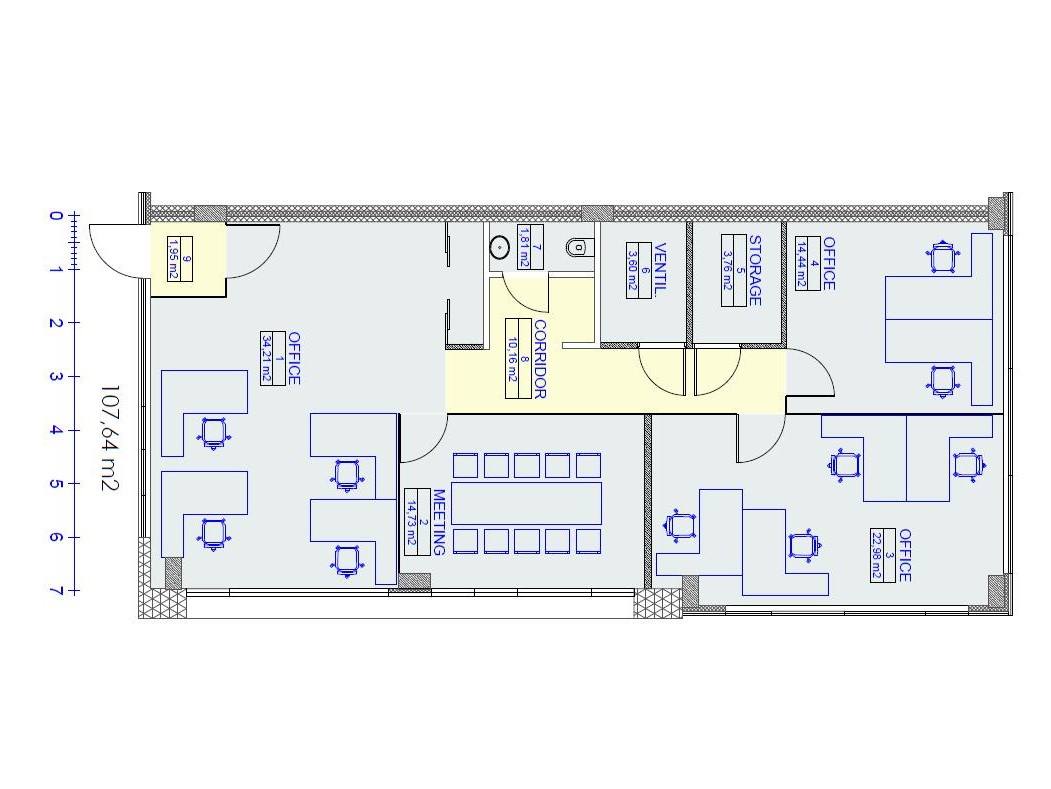 0
1
2
3
4
5
6
7
107,64 m2
9
1,95 m2
OFFICE
1
34,21 m2
7
1,81 m2
VENTIL.
6
3,60 m2
STORAGE
5
3,76 m2
OFFICE
4
14,44 m2
CORRIDOR
8
10,16 m2
MEETING
2
14,73 m2
OFFICE
3
22,98 m2